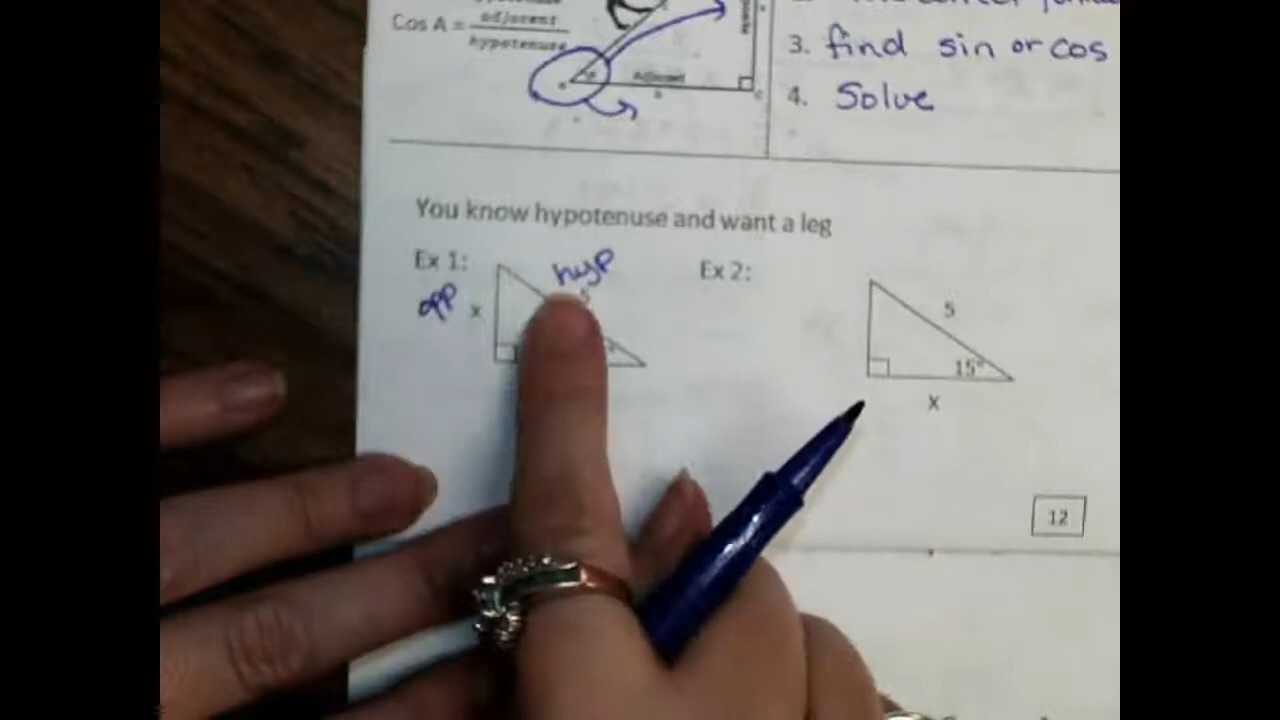 Cos A = adjacent / hypotenuse
Adjacent
3. find sin or cos
4. Solve
You know hypotenuse and want a leg
Ex 1:
hyp
opp x
Ex 2:
5
15°
x
12